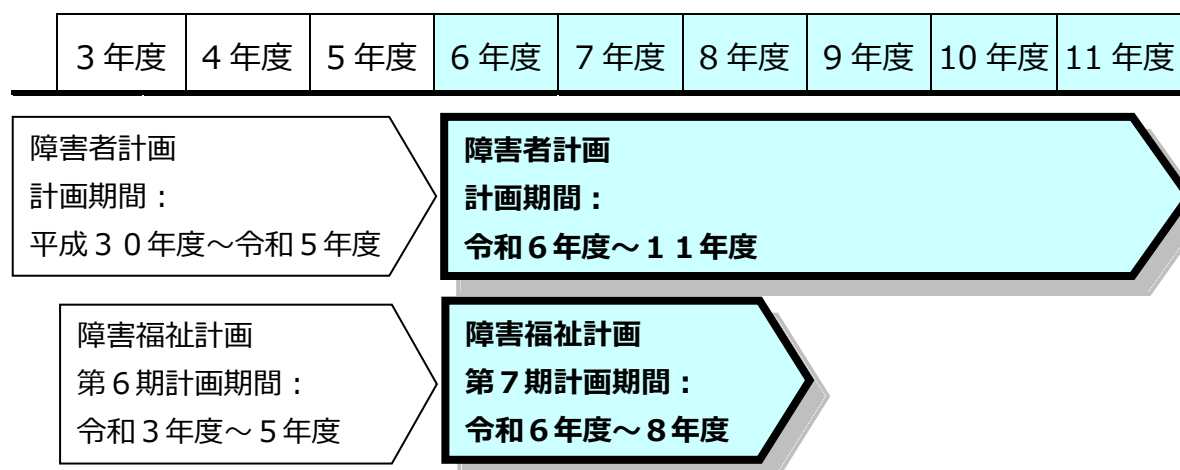 3年度 4年度 5年度 6年度 7年度 8年度 9年度 10年度 11年度
障害者計画
計画期間：
平成３０年度～令和５年度
障害者計画
計画期間：
令和６年度～１１年度
障害福祉計画
第６期計画期間：
令和３年度～５年度
障害福祉計画
第７期計画期間：
令和６年度～８年度